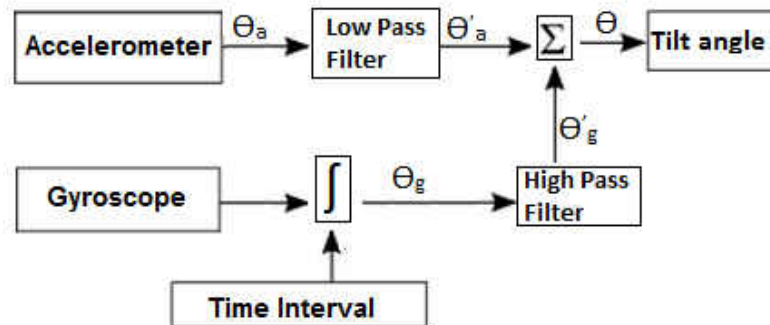 Accelerometer
Θa
Low Pass
Filter
Θ'a
Σ
Θ
Tilt angle
Θ'g
Gyroscope
∫
Θg
High Pass
Filter
Time Interval